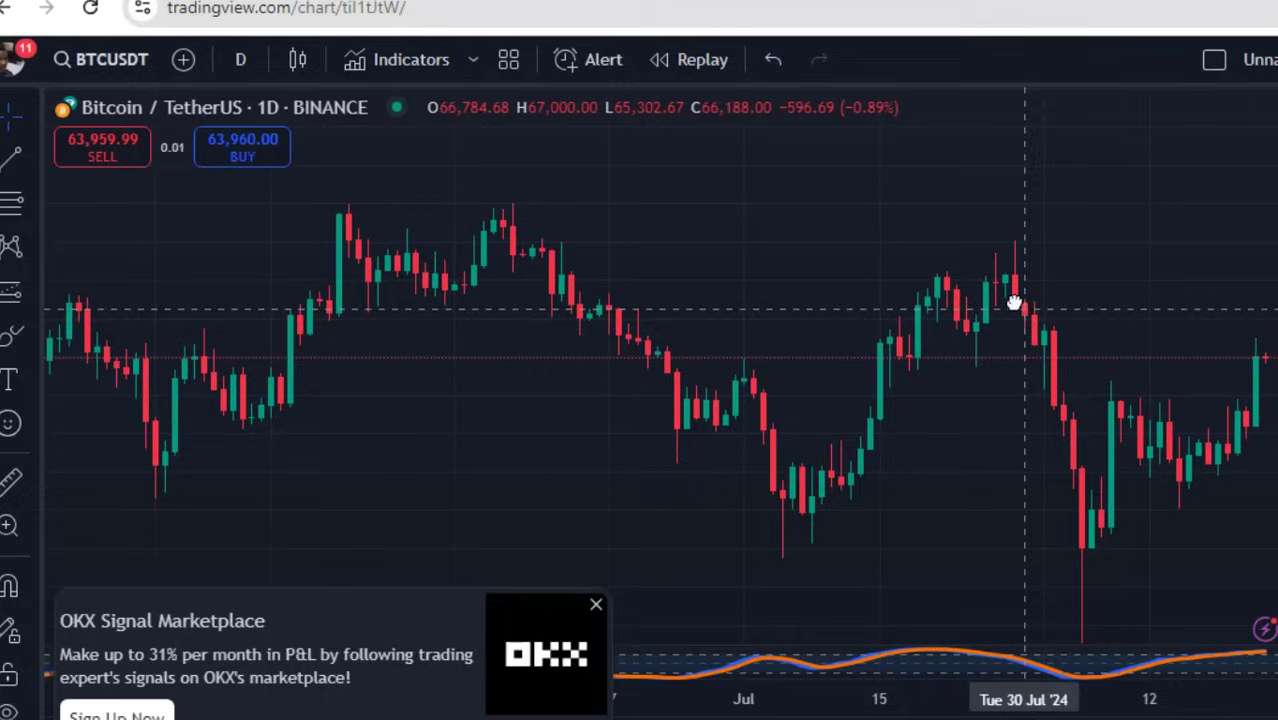 tradingview.com/chart/til1tJtW/
11
BTCUSDT
D
Indicators
Alert
Replay
Unna
Bitcoin / TetherUS · 1D · BINANCE
O66,784.68 H67,000.00 L65,302.67 C66,188.00 −596.69 (−0.89%)
63,959.99
SELL
0.01
63,960.00
BUY
T
OKX Signal Marketplace
Make up to 31% per month in P&L by following trading
expert's signals on OKX's marketplace!
Sign Up Now
OKX
7
Jul
15
Tue 30 Jul '24
12